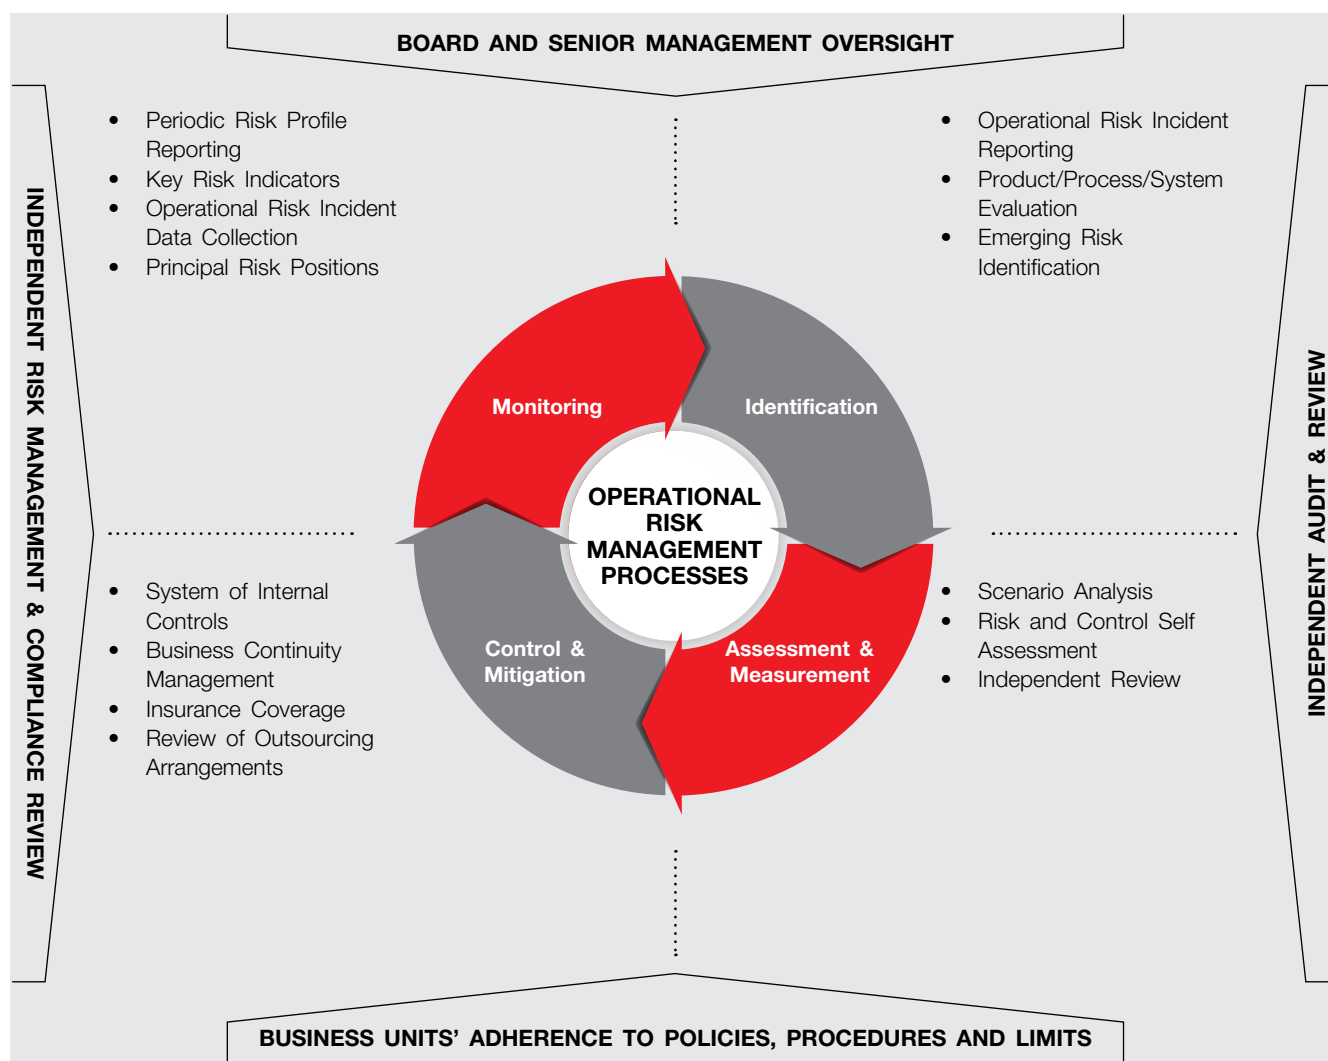 BOARD AND SENIOR MANAGEMENT OVERSIGHT
INDEPENDENT RISK MANAGEMENT & COMPLIANCE REVIEW
• Periodic Risk Profile
Reporting
• Key Risk Indicators
• Operational Risk Incident
Data Collection
• Principal Risk Positions
• Operational Risk Incident
Reporting
• Product/Process/System
Evaluation
• Emerging Risk
Identification
INDEPENDENT AUDIT & REVIEW
Monitoring
Identification
OPERATIONAL
RISK
MANAGEMENT
PROCESSES
Control &
Mitigation
Assessment &
Measurement
• System of Internal
Controls
• Business Continuity
Management
• Insurance Coverage
• Review of Outsourcing
Arrangements
• Scenario Analysis
• Risk and Control Self
Assessment
• Independent Review
BUSINESS UNITS’ ADHERENCE TO POLICIES, PROCEDURES AND LIMITS